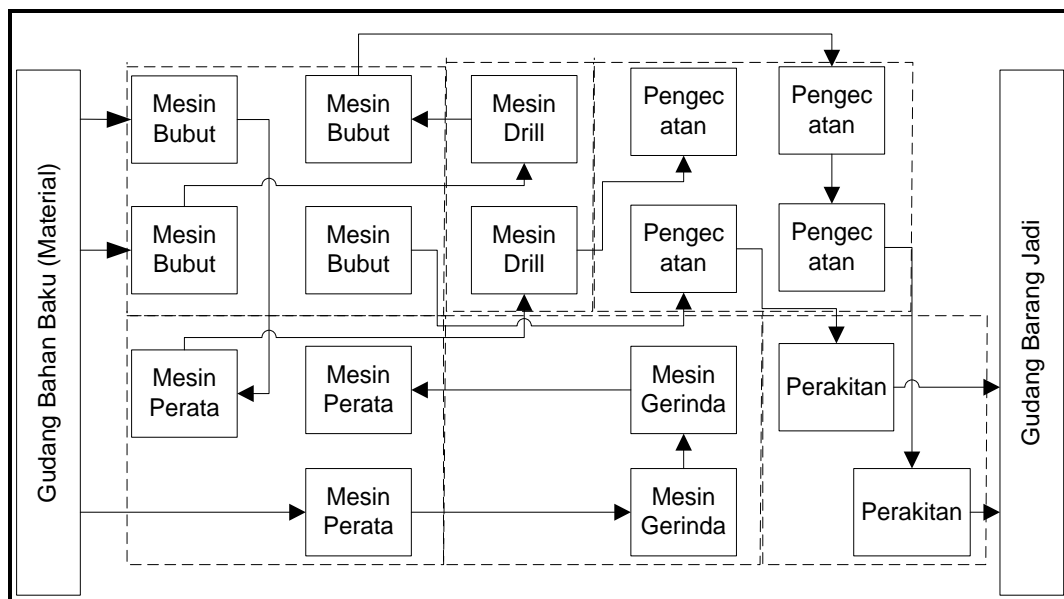 Gudang Bahan Baku (Material)
Mesin
Bubut
Mesin
Bubut
Mesin
Drill
Pengec
atan
Pengec
atan
Mesin
Bubut
Mesin
Bubut
Mesin
Drill
Pengec
atan
Pengec
atan
Mesin
Perata
Mesin
Perata
Mesin
Gerinda
Perakitan
Mesin
Perata
Mesin
Gerinda
Perakitan
Gudang Barang Jadi